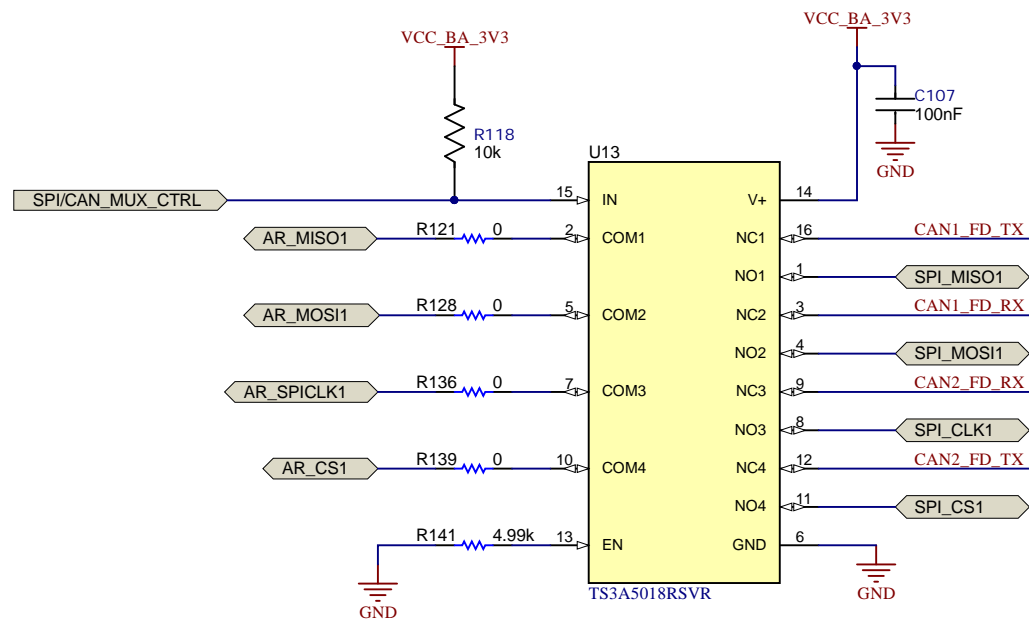 VCC_BA_3V3
VCC_BA_3V3
C107
100nF
GND
R118
10k
U13
SPI/CAN_MUX_CTRL
15 IN V+ 14
AR_MISO1 R121 0 2 COM1 NC1 16 CAN1_FD_TX
NO1 1 SPI_MISO1
AR_MOSI1 R128 0 5 COM2 NC2 3 CAN1_FD_RX
NO2 4 SPI_MOSI1
AR_SPICLK1 R136 0 7 COM3 NC3 9 CAN2_FD_RX
NO3 8 SPI_CLK1
AR_CS1 R139 0 10 COM4 NC4 12 CAN2_FD_TX
NO4 11 SPI_CS1
R141 4.99k 13 EN GND 6
GND
TS3A5018RSVR
GND